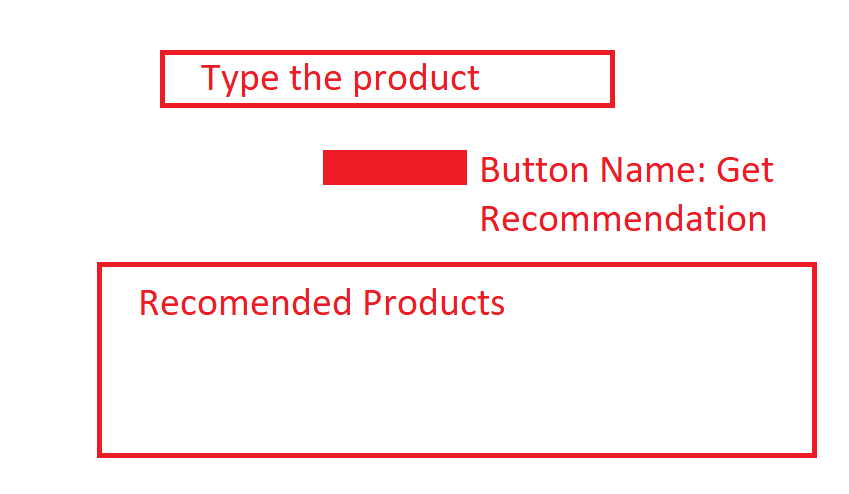 Type the product
Button Name: Get
Recommendation
Recomended Products